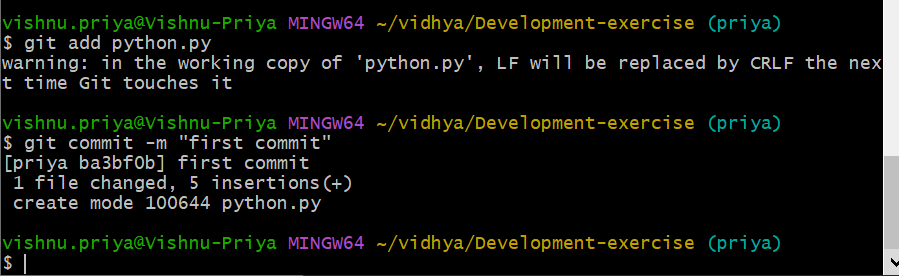 vishnu.priya@Vishnu-Priya MINGW64 ~/vidhya/Development-exercise (priya)
$ git add python.py
warning: in the working copy of 'python.py', LF will be replaced by CRLF the nex
t time Git touches it
vishnu.priya@Vishnu-Priya MINGW64 ~/vidhya/Development-exercise (priya)
$ git commit -m "first commit"
[priya ba3bf0b] first commit
 1 file changed, 5 insertions(+)
 create mode 100644 python.py
vishnu.priya@Vishnu-Priya MINGW64 ~/vidhya/Development-exercise (priya)
$